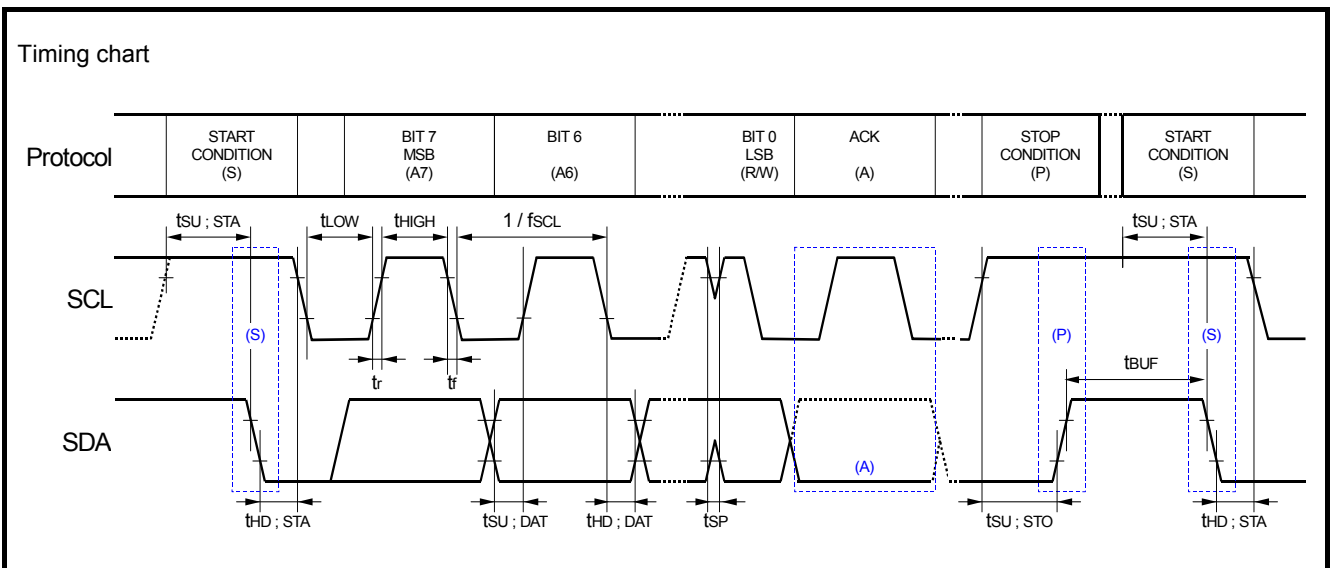 Timing chart
Protocol
START
CONDITION
(S)
BIT 7
MSB
(A7)
BIT 6
(A6)
BIT 0
LSB
(R/W)
ACK
(A)
STOP
CONDITION
(P)
START
CONDITION
(S)
tSU ; STA
tLOW
tHIGH
1 / fSCL
tSU ; STA
SCL
(S)
(P)
(S)
tr
tf
tBUF
SDA
(A)
tHD ; STA
tSU ; DAT
tHD ; DAT
tSP
tSU ; STO
tHD ; STA